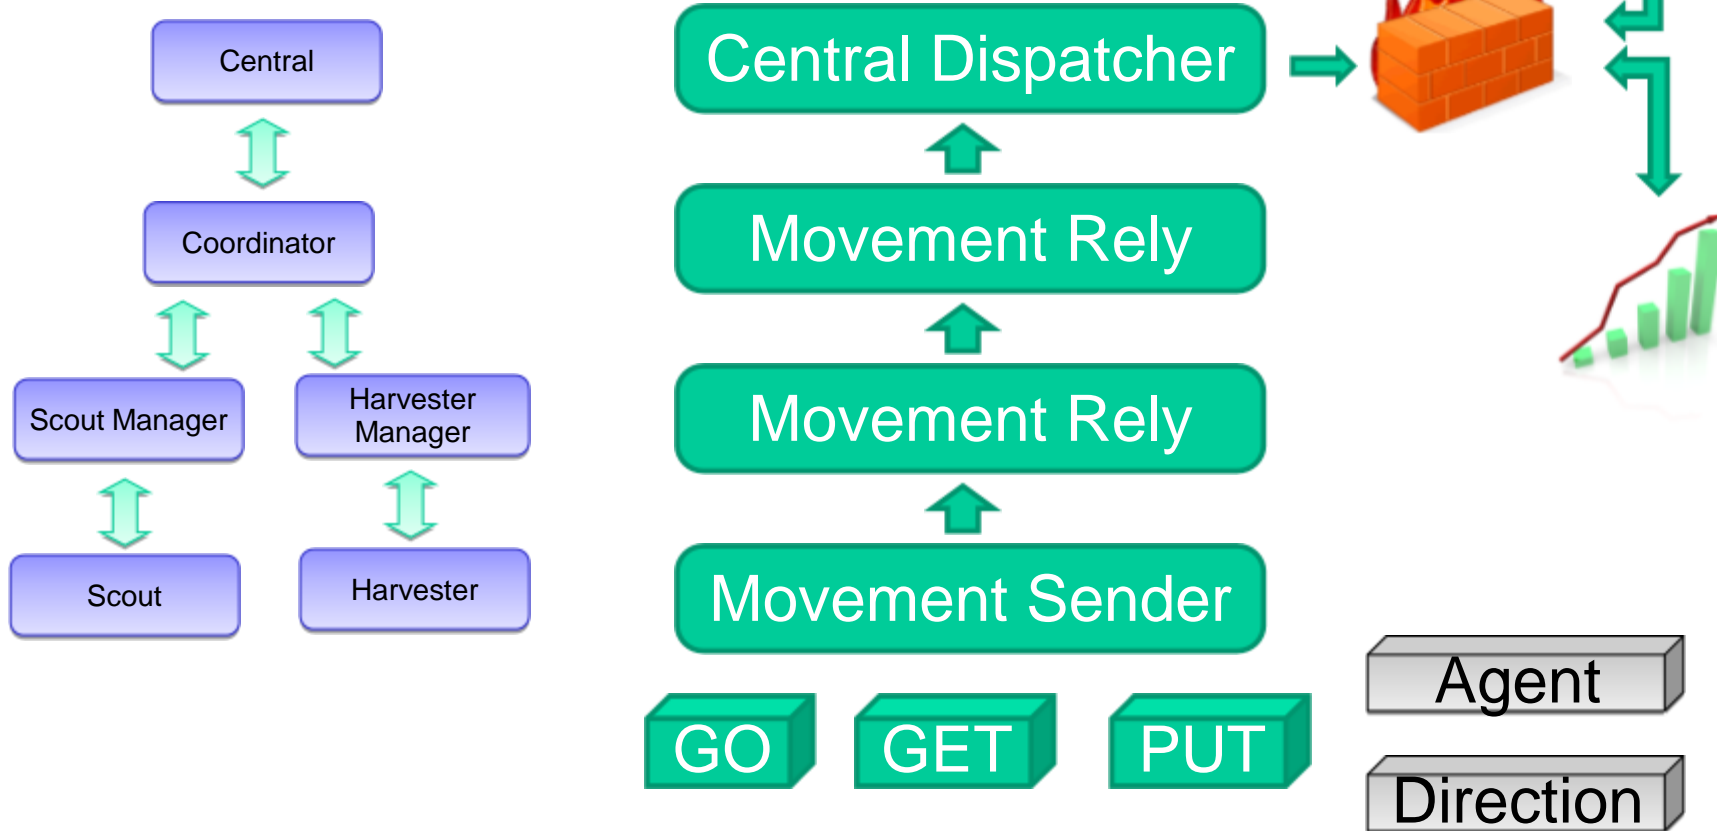 Central
Coordinator
Scout Manager
Harvester
Manager
Scout
Harvester
Central Dispatcher
Movement Rely
Movement Rely
Movement Sender
GO
GET
PUT
Agent
Direction